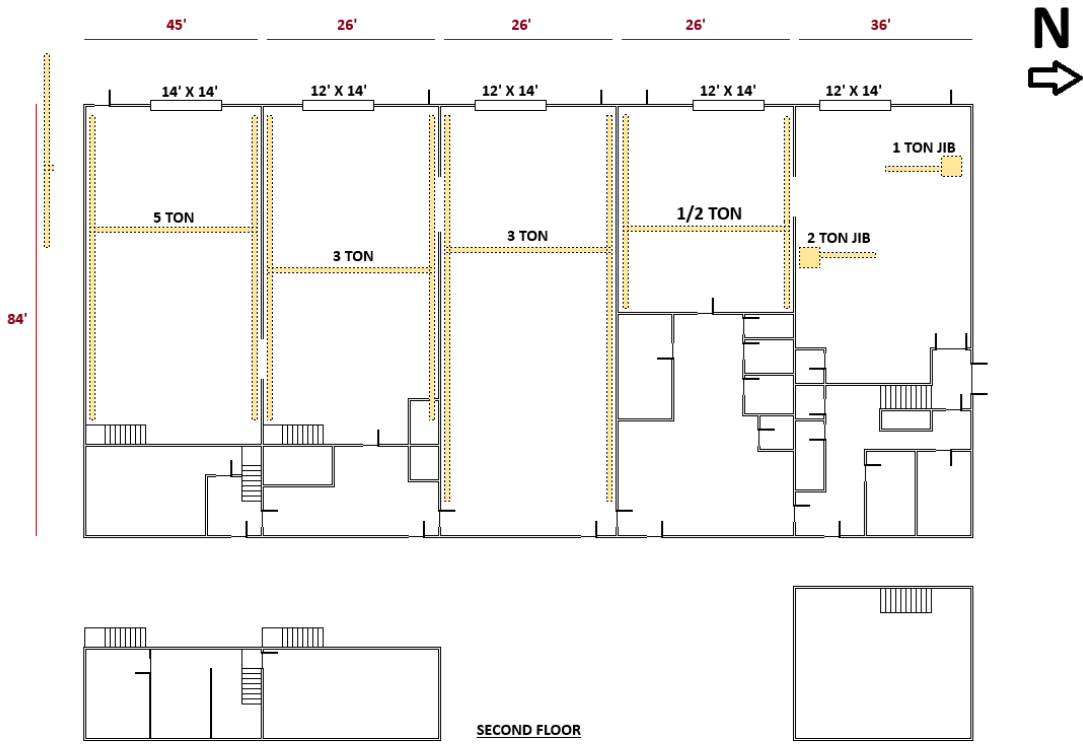 45'
26'
26'
26'
36'
N
14' X 14'
12' X 14'
12' X 14'
12' X 14'
12' X 14'
1 TON JIB
5 TON
3 TON
3 TON
1/2 TON
2 TON JIB
84'
SECOND FLOOR